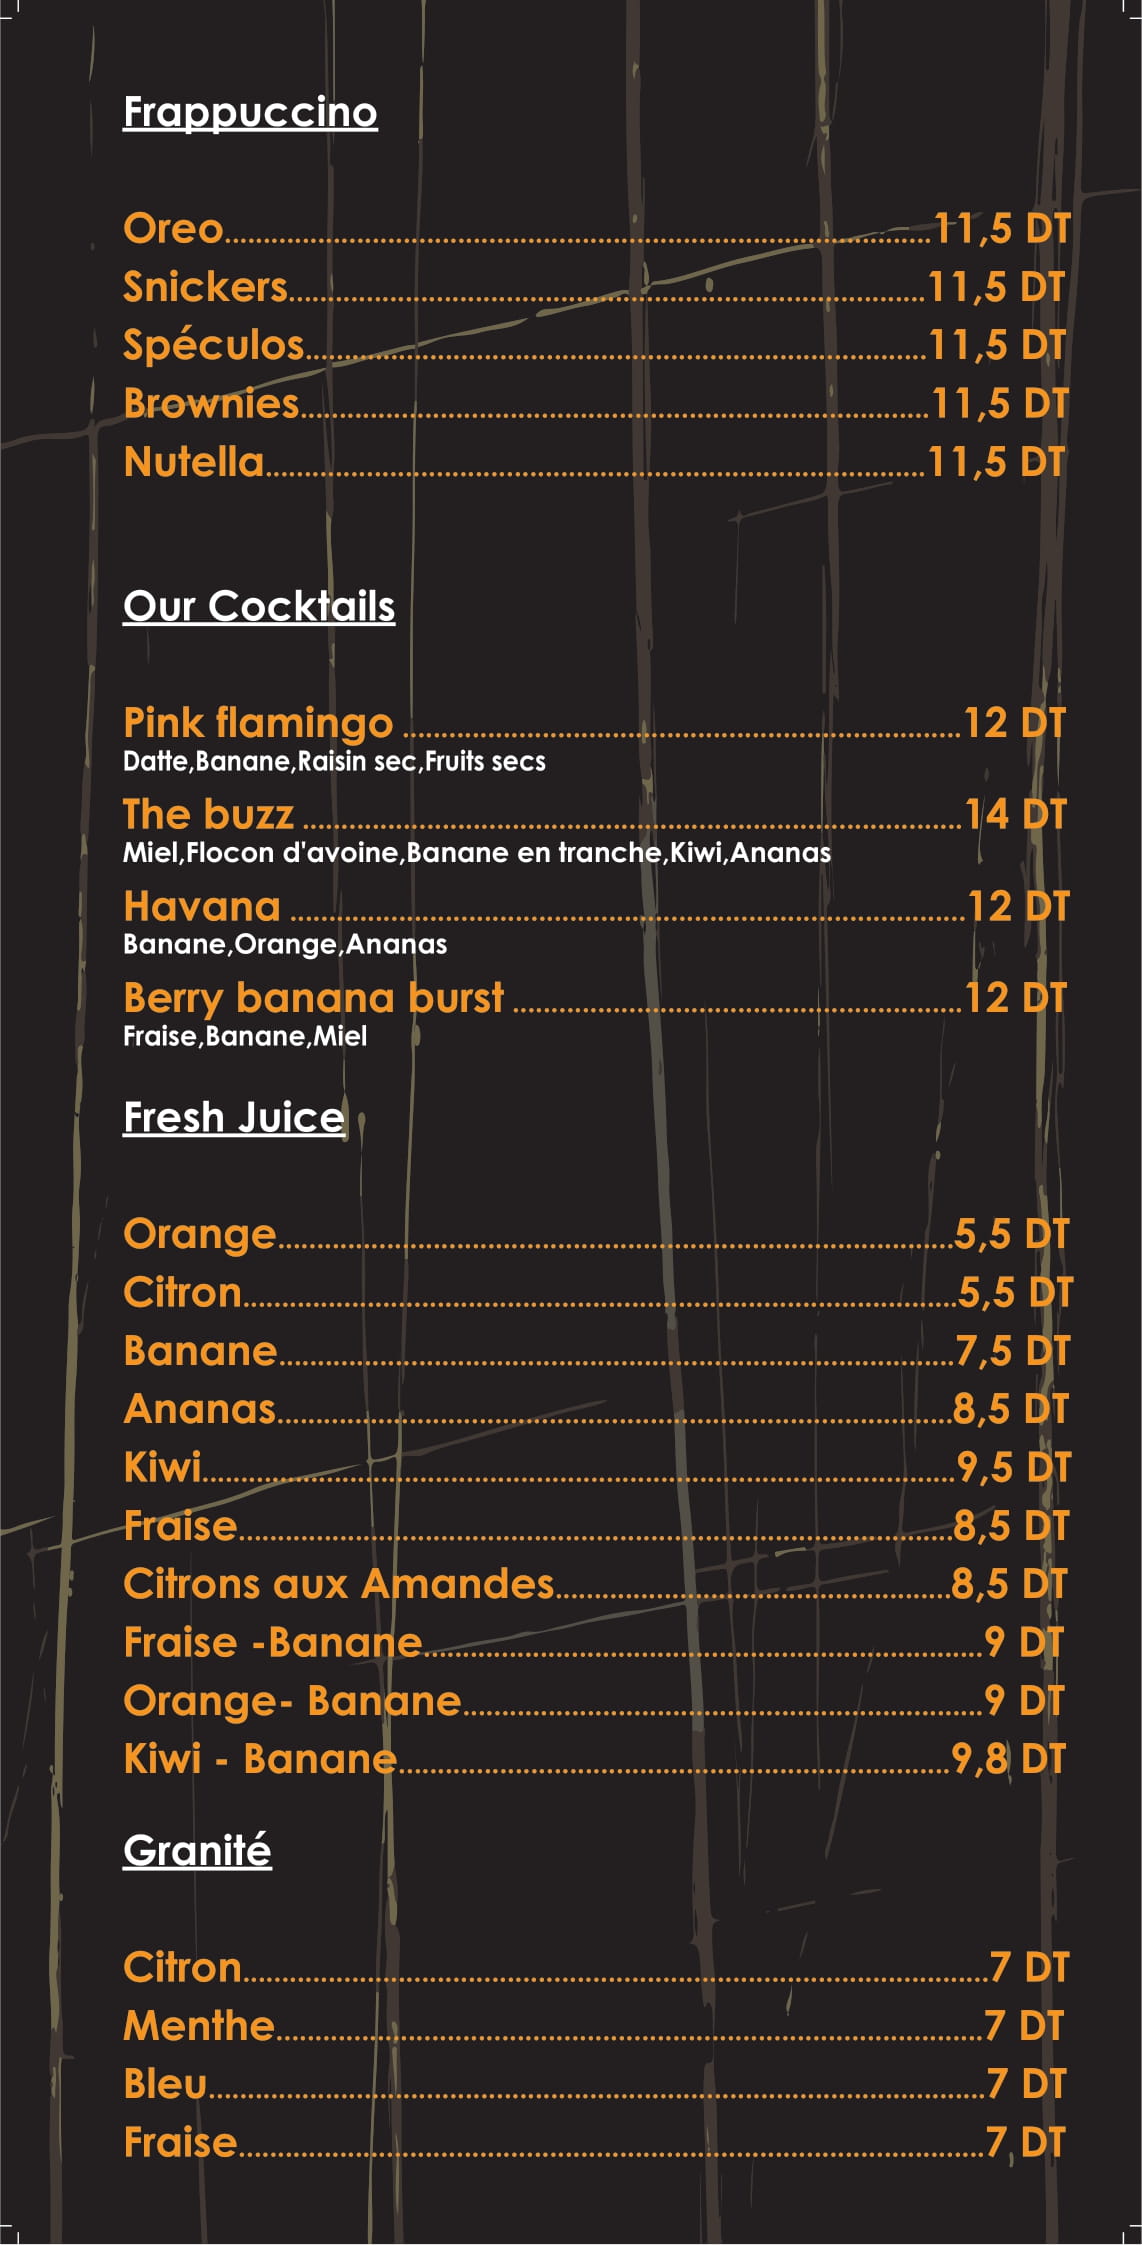 Frappuccino
Oreo...........11,5 DT
Snickers...........11,5 DT
Spéculos...........11,5 DT
Brownies...........11,5 DT
Nutella...........11,5 DT
Our Cocktails
Pink flamingo ...........12 DT
Datte,Banane,Raisin sec,Fruits secs
The buzz ...........14 DT
Miel,Flocon d'avoine,Banane en tranche,Kiwi,Ananas
Havana ...........12 DT
Banane,Orange,Ananas
Berry banana burst ...........12 DT
Fraise,Banane,Miel
Fresh Juice
Orange...........5,5 DT
Citron...........5,5 DT
Banane...........7,5 DT
Ananas...........8,5 DT
Kiwi...........9,5 DT
Fraise...........8,5 DT
Citrons aux Amandes...........8,5 DT
Fraise -Banane...........9 DT
Orange- Banane...........9 DT
Kiwi - Banane...........9,8 DT
Granité
Citron...........7 DT
Menthe...........7 DT
Bleu...........7 DT
Fraise...........7 DT